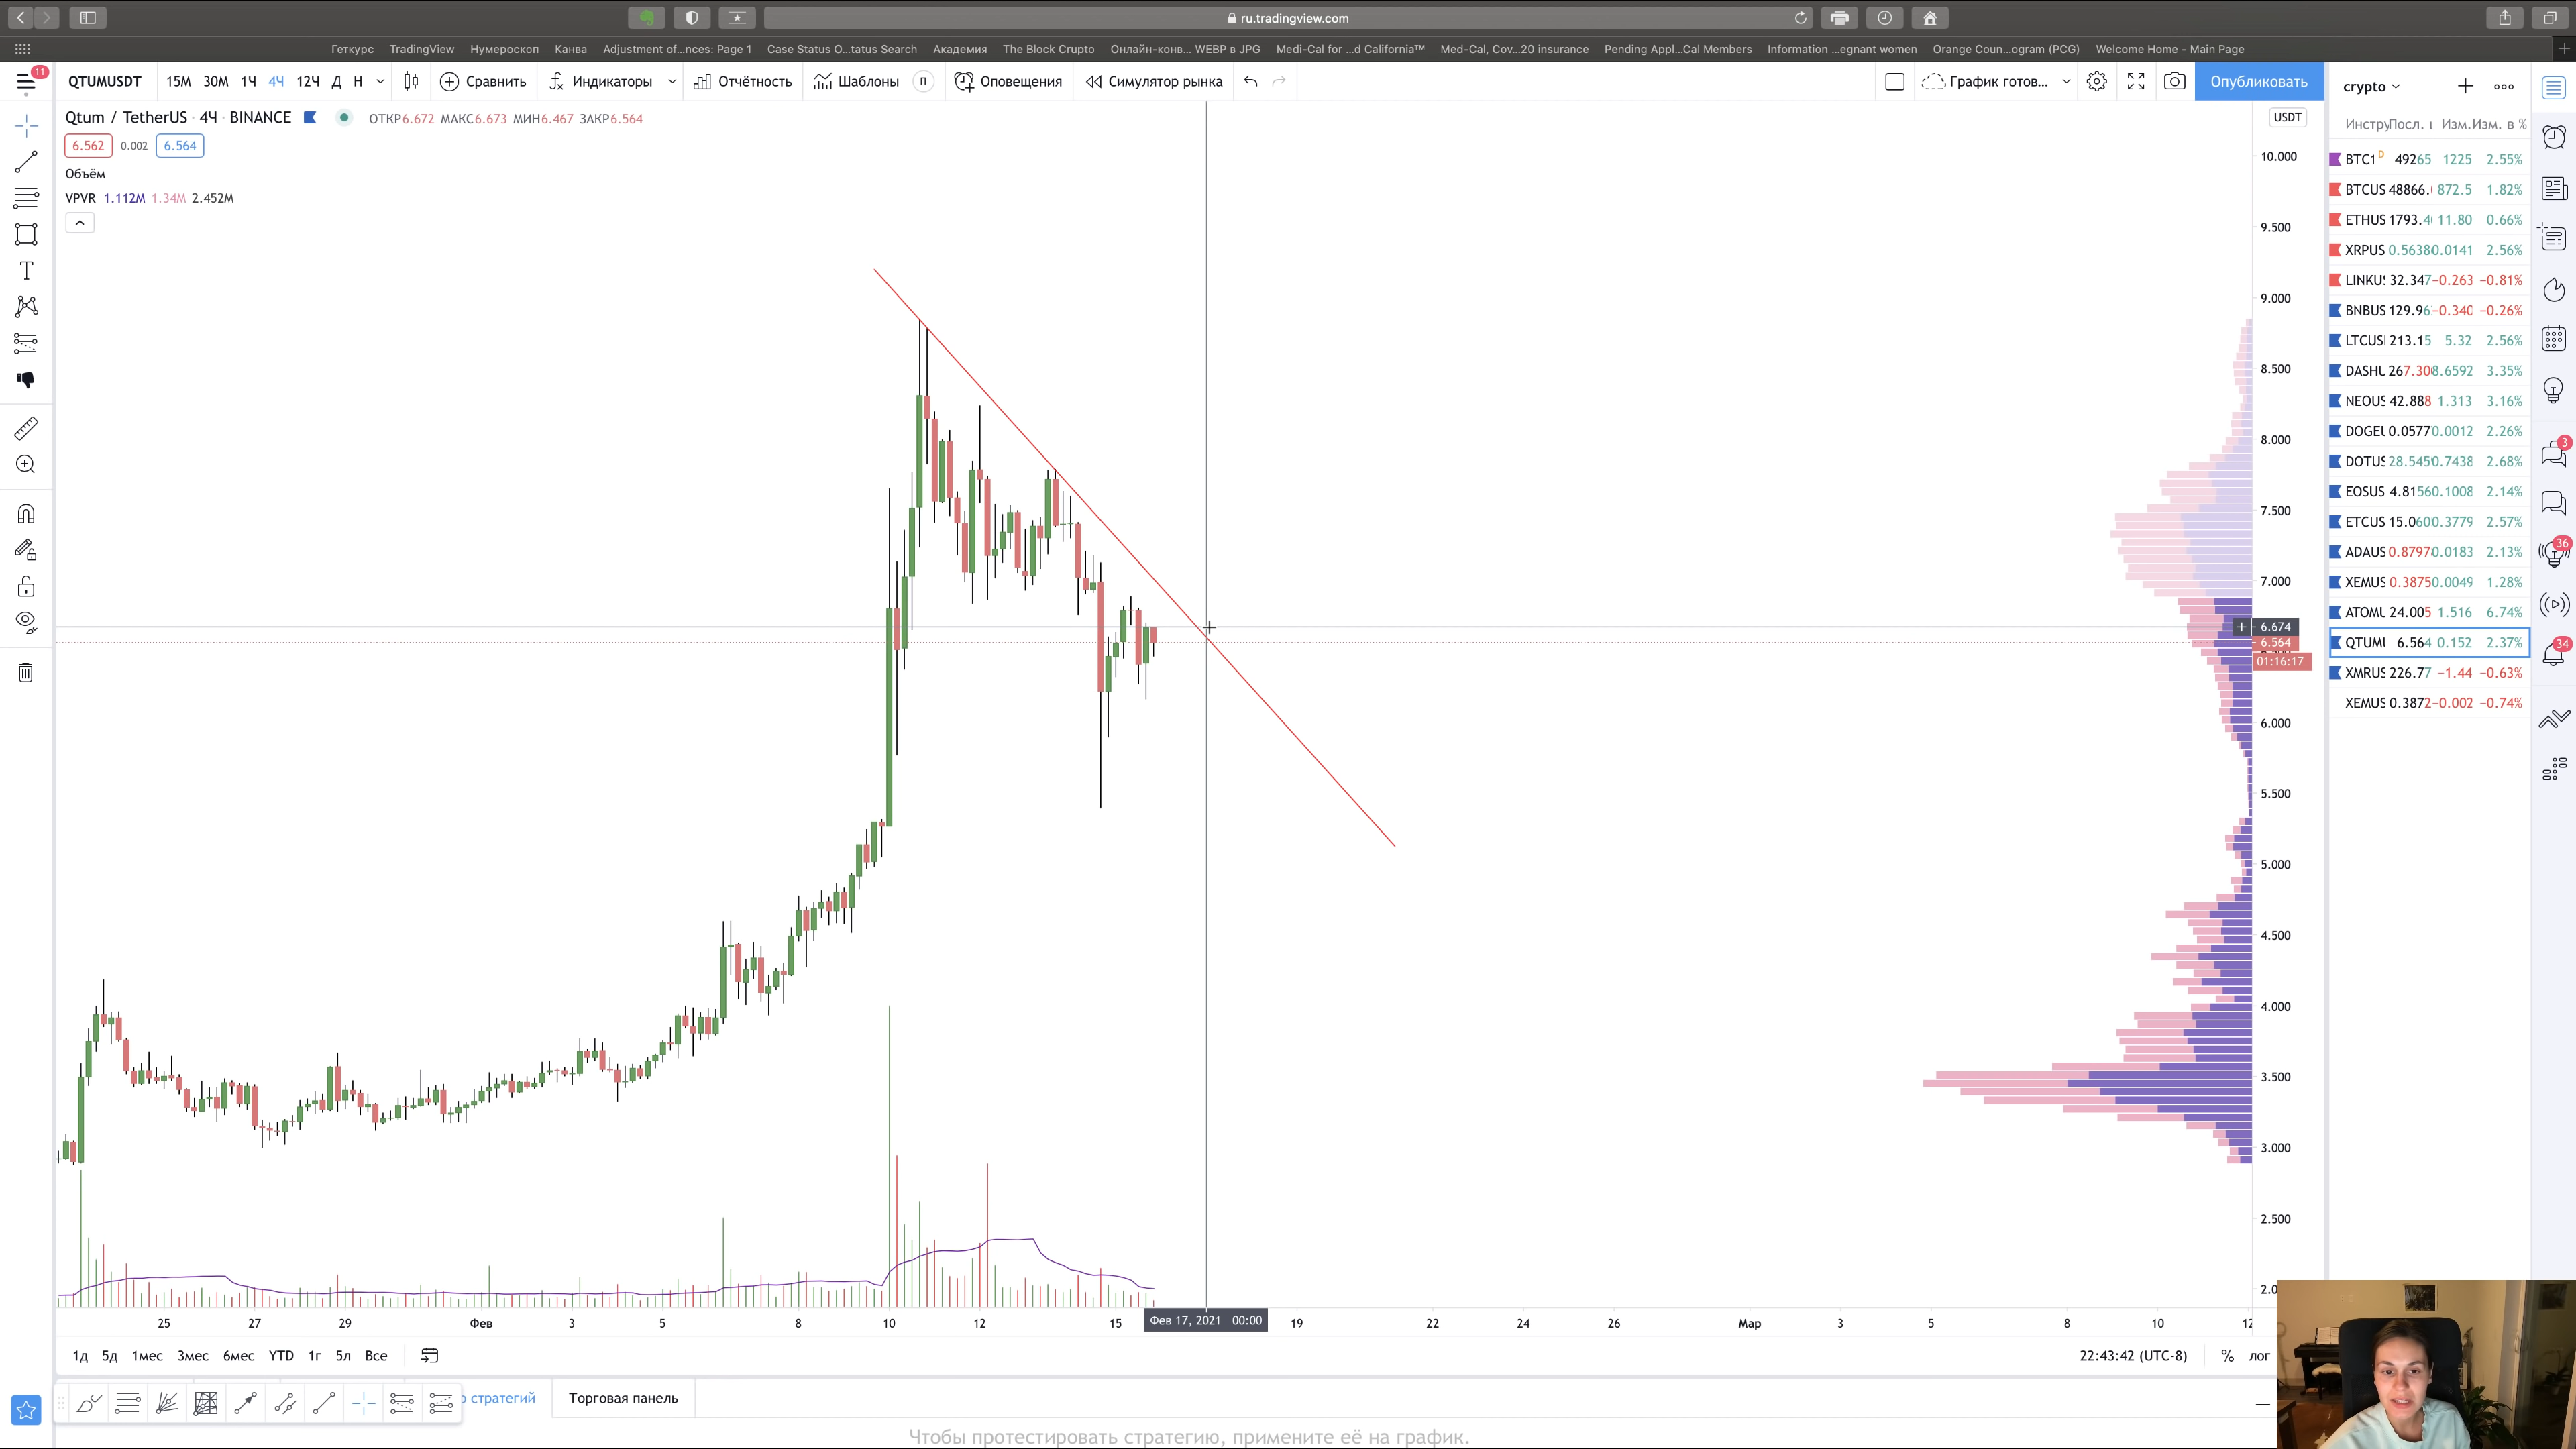 ru.tradingview.com
Геткурс TradingView Нумероскоп Канва Adjustment of...nces: Page 1 Case Status O...tatus Search Академия The Block Crypto Онлайн-конв... WEBP в JPG Medi-Cal for ...d California™ Med-Cal, Cov...20 insurance Pending Appl...Cal Members Information ...egnant women Orange Coun...ogram (PCG) Welcome Home - Main Page
11 QTUMUSDT 15М 30М 1Ч 4Ч 12Ч Д Н Сравнить Индикаторы Отчётность Шаблоны П Оповещения Симулятор рынка График готов... Опубликовать crypto
Qtum / TetherUS · 4Ч · BINANCE ОТКР6.672 МАКС6.673 МИН6.467 ЗАКР6.564
6.562 0.002 6.564
Объём
VPVR 1.112M 1.34M 2.452M
USDT
10.000
9.500
9.000
8.500
8.000
7.500
7.000
6.674
6.564
01:16:17
6.000
5.500
5.000
4.500
4.000
3.500
3.000
2.500
2.0
Посл. Изм. Изм. в %
BTC1 D 49265 1225 2.55%
BTCUS 48866. 872.5 1.82%
ETHUS 1793.4 11.80 0.66%
XRPUS 0.5638 0.0141 2.56%
LINKU 32.347 −0.263 −0.81%
BNBUS 129.96 −0.340 −0.26%
LTCUS 213.15 5.32 2.56%
DASHU 267.30 8.6592 3.35%
NEOUS 42.888 1.313 3.16%
DOGEU 0.0577 0.0012 2.26%
DOTUS 28.545 0.7438 2.68%
EOSUS 4.8156 0.1008 2.14%
ETCUS 15.060 0.3779 2.57%
ADAUS 0.8797 0.0183 2.13%
XEMUS 0.3875 0.0049 1.28%
ATOMU 24.005 1.516 6.74%
QTUMU 6.564 0.152 2.37%
XMRUS 226.77 −1.44 −0.63%
XEMUS 0.3872 −0.002 −0.74%
3
36
34
25 27 29 Фев 3 5 8 10 12 15 Фев 17, 2021 00:00 19 22 24 26 Мар 3 5 8 10 12
1д 5д 1мес 3мес 6мес YTD 1г 5л Все 22:43:42 (UTC-8) % лог
стратегий Торговая панель
Чтобы протестировать стратегию, примените её на график.